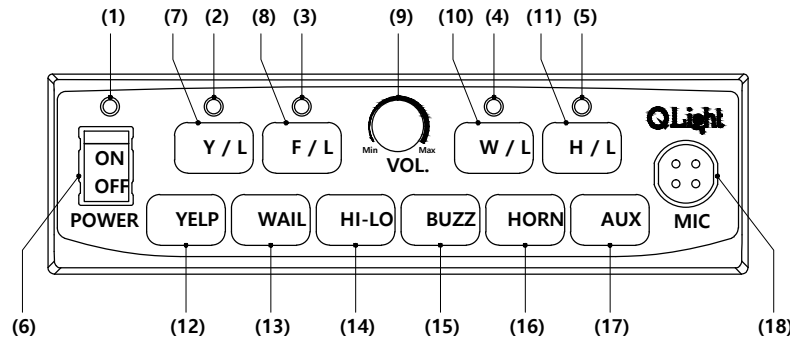 (1) (7) (2) (8) (3) (9) (10) (4) (11) (5)
QLight
Y / L F / L W / L H / L
Min Max
VOL.
ON
OFF
POWER YELP WAIL HI-LO BUZZ HORN AUX MIC
(6) (12) (13) (14) (15) (16) (17) (18)